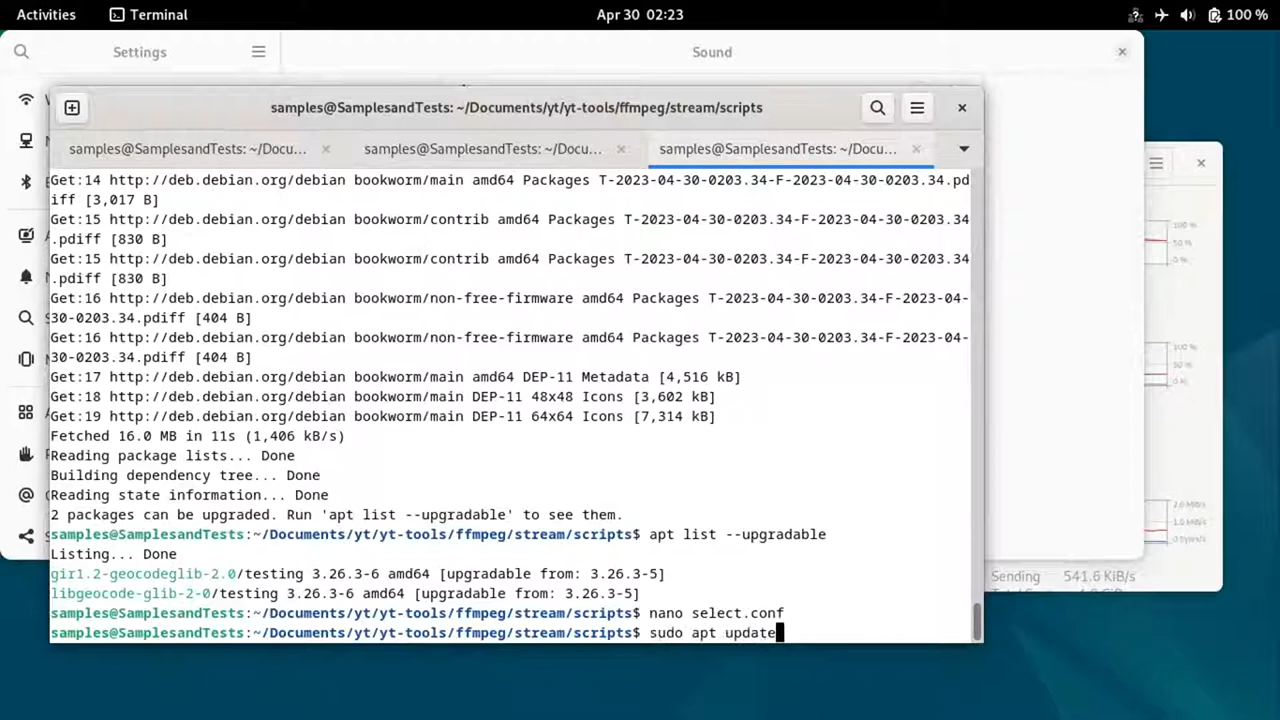 Activities Terminal Apr 30 02:23 100 %
Settings Sound
samples@SamplesandTests: ~/Documents/yt/yt-tools/ffmpeg/stream/scripts
samples@SamplesandTests: ~/Docu... samples@SamplesandTests: ~/Docu... samples@SamplesandTests: ~/Docu...
Get:14 http://deb.debian.org/debian bookworm/main amd64 Packages T-2023-04-30-0203.34-F-2023-04-30-0203.34.pd
iff [3,017 B]
Get:15 http://deb.debian.org/debian bookworm/contrib amd64 Packages T-2023-04-30-0203.34-F-2023-04-30-0203.34
.pdiff [830 B]
Get:15 http://deb.debian.org/debian bookworm/contrib amd64 Packages T-2023-04-30-0203.34-F-2023-04-30-0203.34
.pdiff [830 B]
Get:16 http://deb.debian.org/debian bookworm/non-free-firmware amd64 Packages T-2023-04-30-0203.34-F-2023-04-
30-0203.34.pdiff [404 B]
Get:16 http://deb.debian.org/debian bookworm/non-free-firmware amd64 Packages T-2023-04-30-0203.34-F-2023-04-
30-0203.34.pdiff [404 B]
Get:17 http://deb.debian.org/debian bookworm/main amd64 DEP-11 Metadata [4,516 kB]
Get:18 http://deb.debian.org/debian bookworm/main DEP-11 48x48 Icons [3,602 kB]
Get:19 http://deb.debian.org/debian bookworm/main DEP-11 64x64 Icons [7,314 kB]
Fetched 16.0 MB in 11s (1,406 kB/s)
Reading package lists... Done
Building dependency tree... Done
Reading state information... Done
2 packages can be upgraded. Run 'apt list --upgradable' to see them.
samples@SamplesandTests:~/Documents/yt/yt-tools/ffmpeg/stream/scripts$ apt list --upgradable
Listing... Done
gir1.2-geocodeglib-2.0/testing 3.26.3-6 amd64 [upgradable from: 3.26.3-5]
libgeocode-glib-2-0/testing 3.26.3-6 amd64 [upgradable from: 3.26.3-5]
samples@SamplesandTests:~/Documents/yt/yt-tools/ffmpeg/stream/scripts$ nano select.conf
samples@SamplesandTests:~/Documents/yt/yt-tools/ffmpeg/stream/scripts$ sudo apt update
100 %
50 %
0 %
100 %
50 %
0 %
2.0 MiB/s
1.0 MiB/s
0 bytes/s
Sending 541.6 KiB/s